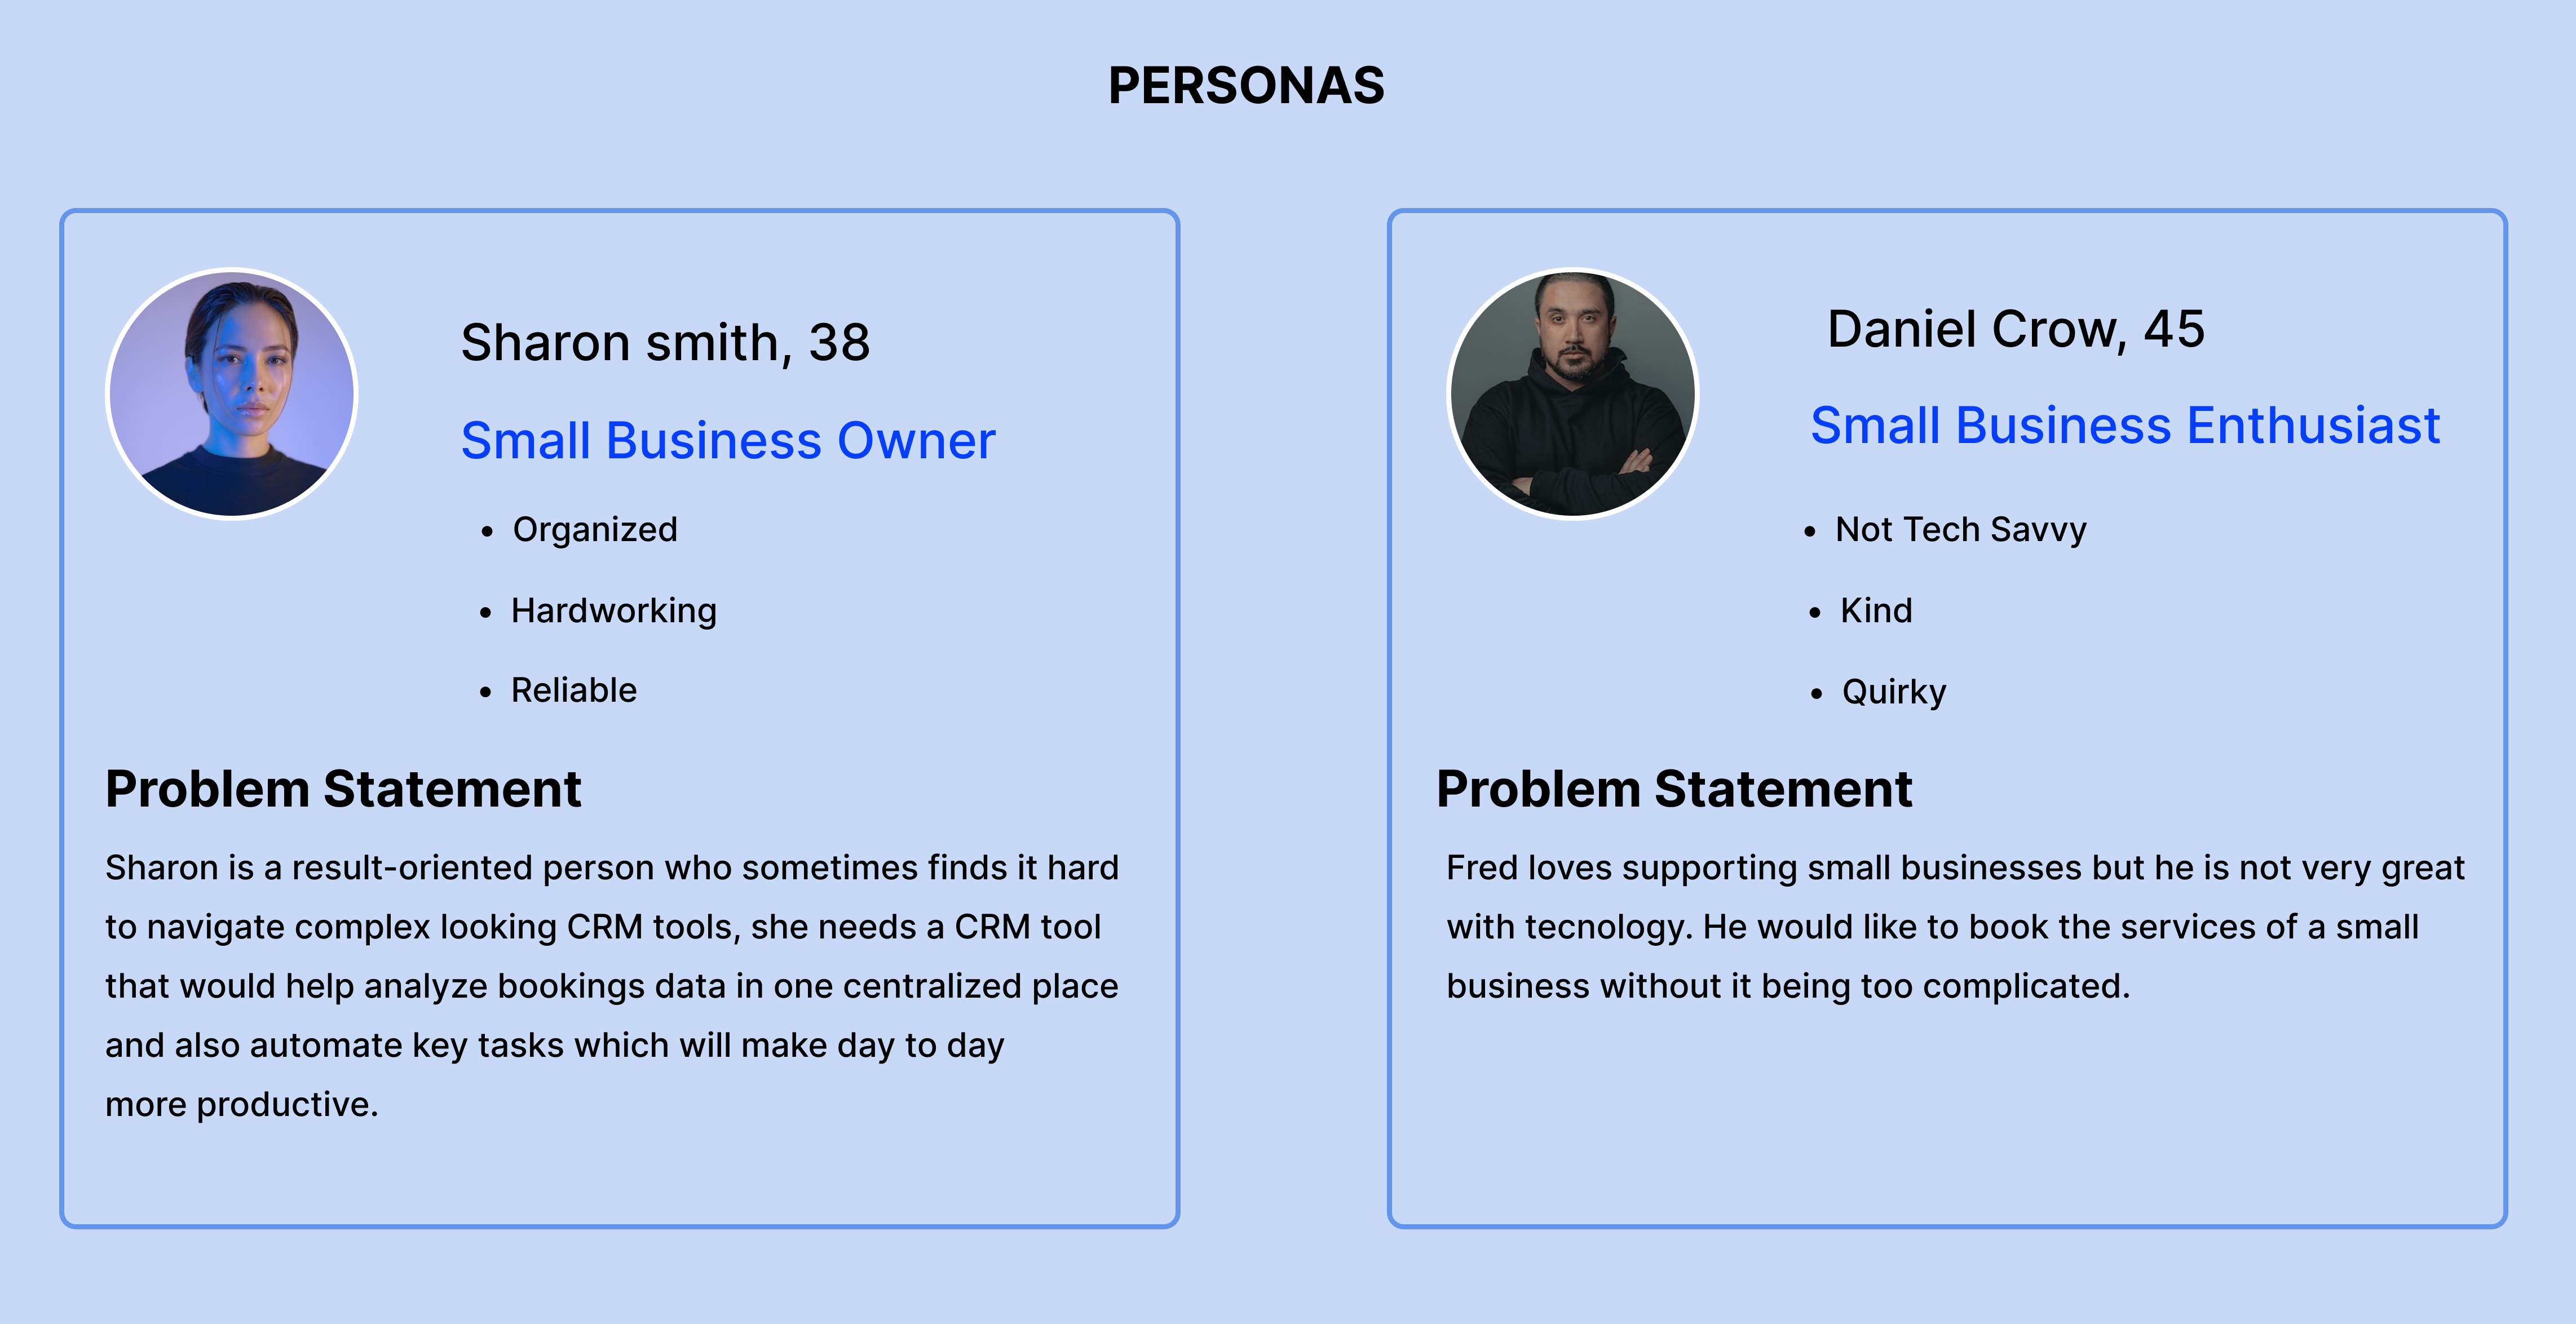 PERSONAS
Sharon smith, 38
Small Business Owner
• Organized
• Hardworking
• Reliable
Problem Statement
Sharon is a result-oriented person who sometimes finds it hard
to navigate complex looking CRM tools, she needs a CRM tool
that would help analyze bookings data in one centralized place
and also automate key tasks which will make day to day
more productive.
Daniel Crow, 45
Small Business Enthusiast
• Not Tech Savvy
• Kind
• Quirky
Problem Statement
Fred loves supporting small businesses but he is not very great
with tecnology. He would like to book the services of a small
business without it being too complicated.